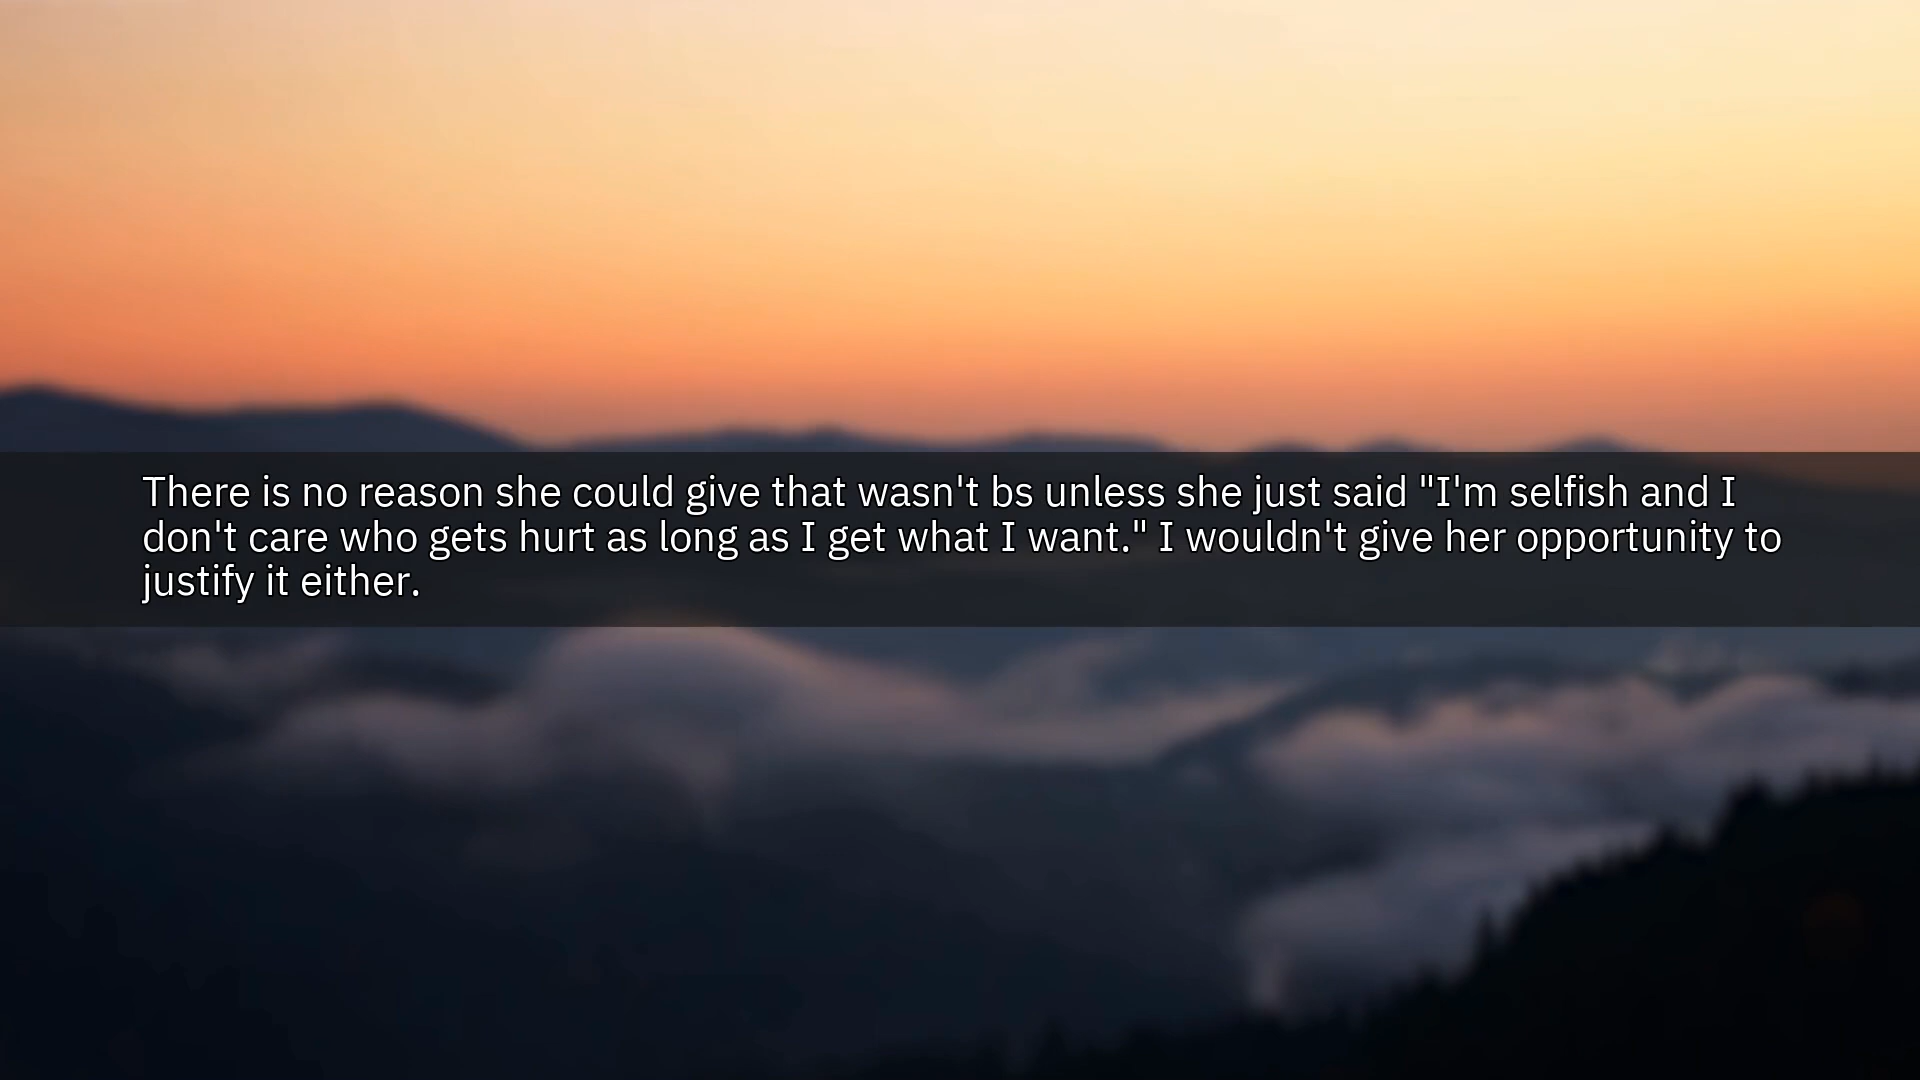 There is no reason she could give that wasn't bs unless she just said "I'm selfish and I
don't care who gets hurt as long as I get what I want." I wouldn't give her opportunity to
justify it either.